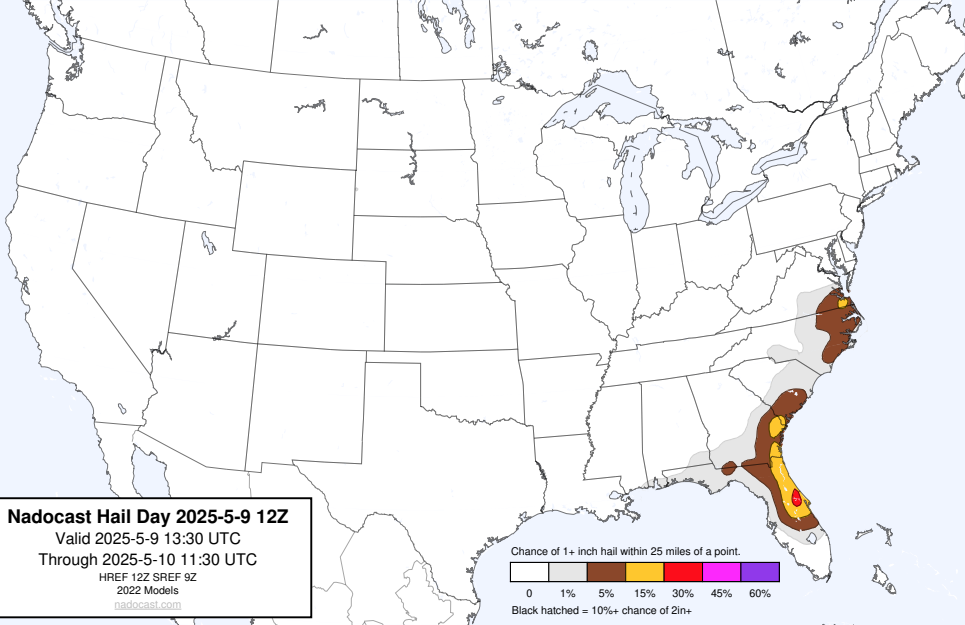 Nadocast Hail Day 2025-5-9 12Z
Valid 2025-5-9 13:30 UTC
Through 2025-5-10 11:30 UTC
HREF 12Z SREF 9Z
2022 Models
nadocast.com
Chance of 1+ inch hail within 25 miles of a point.
0 1% 5% 15% 30% 45% 60%
Black hatched = 10%+ chance of 2in+